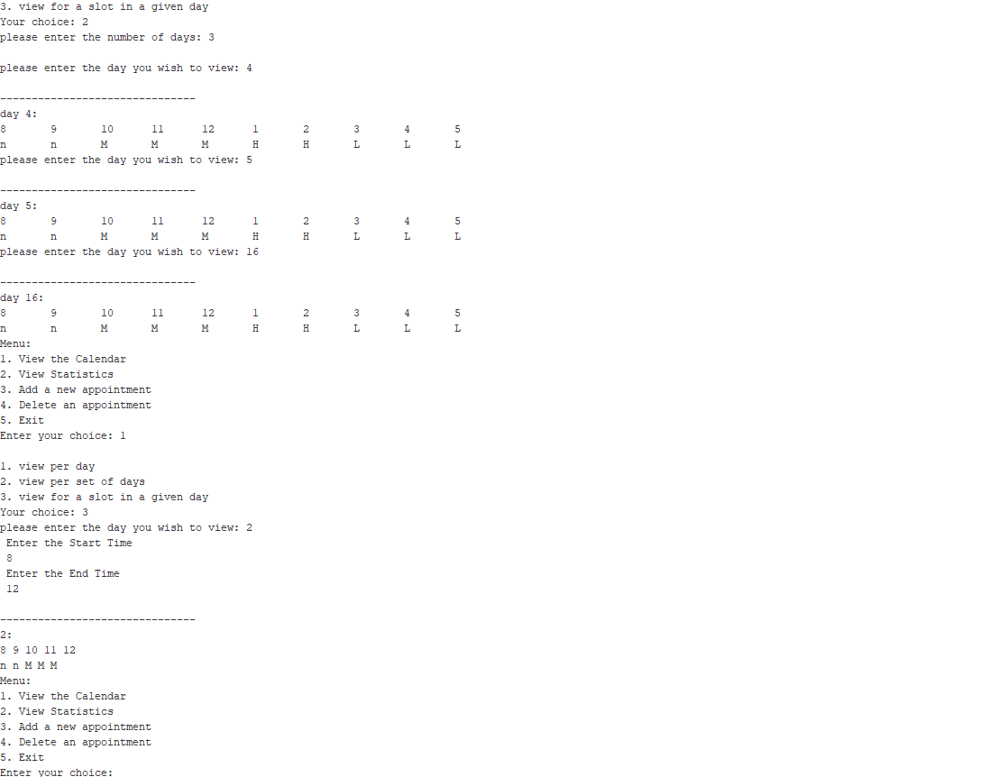 3. view for a slot in a given day
Your choice: 2
please enter the number of days: 3
please enter the day you wish to view: 4
-------------------------------
day 4:
8 9 10 11 12 1 2 3 4 5
n n M M M H H L L L
please enter the day you wish to view: 5
-------------------------------
day 5:
8 9 10 11 12 1 2 3 4 5
n n M M M H H L L L
please enter the day you wish to view: 16
-------------------------------
day 16:
8 9 10 11 12 1 2 3 4 5
n n M M M H H L L L
Menu:
1. View the Calendar
2. View Statistics
3. Add a new appointment
4. Delete an appointment
5. Exit
Enter your choice: 1
1. view per day
2. view per set of days
3. view for a slot in a given day
Your choice: 3
please enter the day you wish to view: 2
Enter the Start Time
8
Enter the End Time
12
-------------------------------
2:
8 9 10 11 12
n n M M M
Menu:
1. View the Calendar
2. View Statistics
3. Add a new appointment
4. Delete an appointment
5. Exit
Enter your choice: